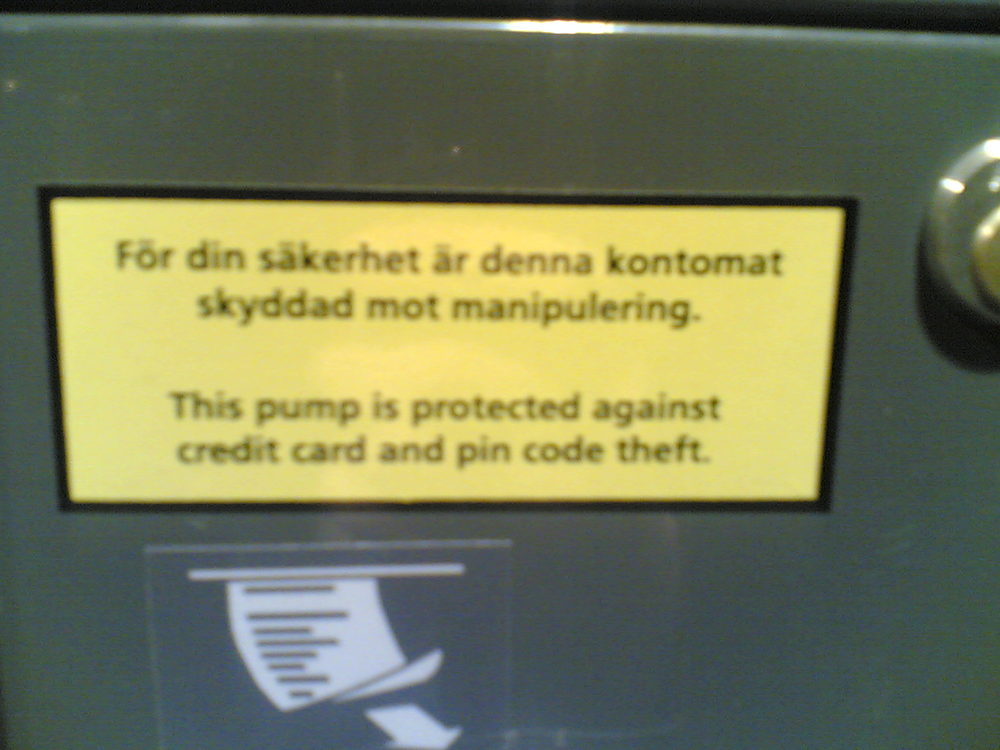 För din säkerhet är denna kontomat
skyddad mot manipulering.
This pump is protected against
credit card and pin code theft.